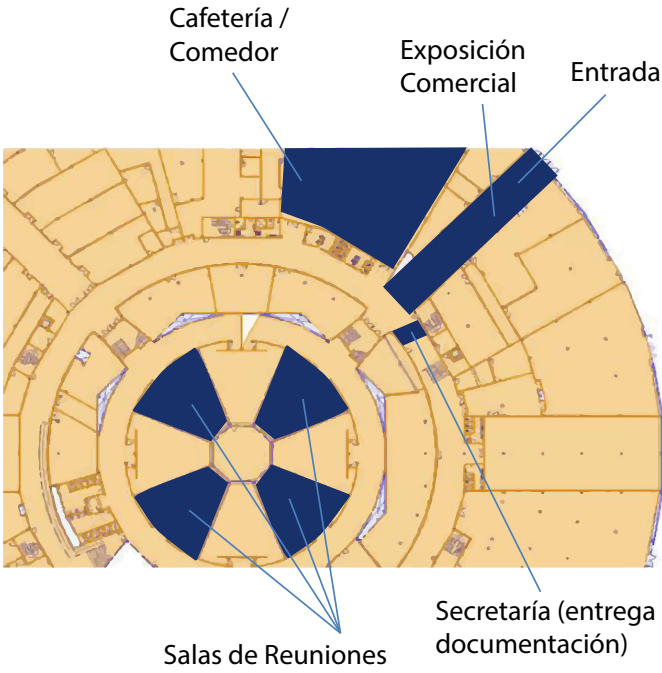 Cafetería /
Comedor
Exposición
Comercial
Entrada
Secretaría (entrega
documentación)
Salas de Reuniones